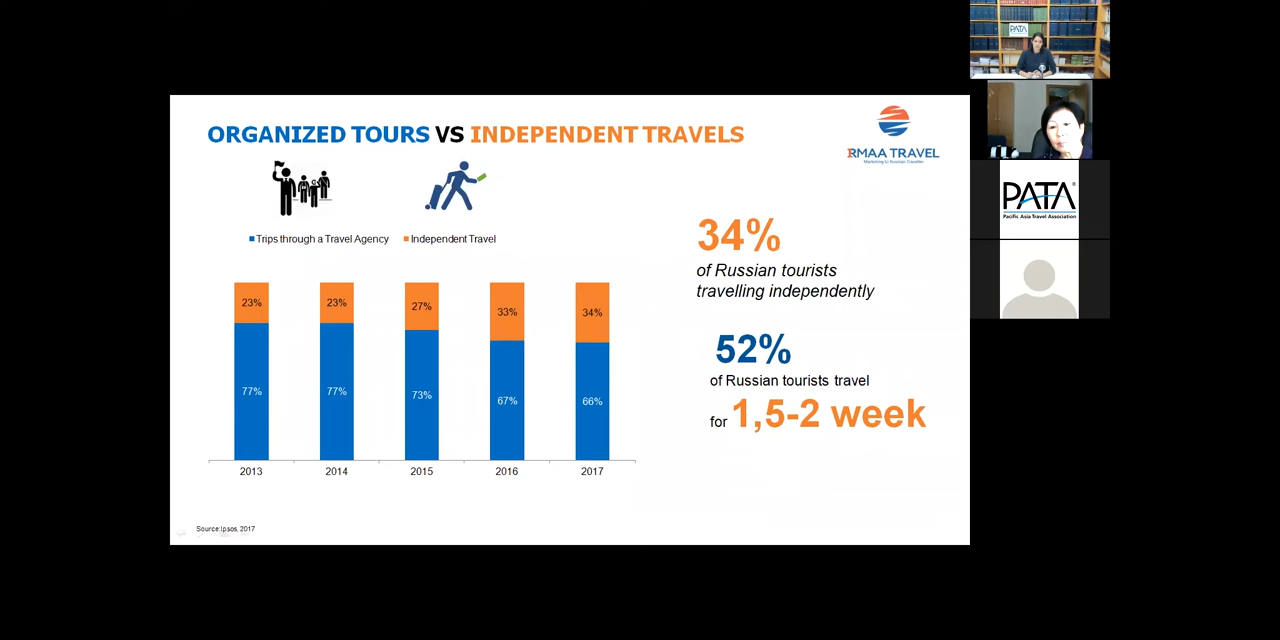 ORGANIZED TOURS VS INDEPENDENT TRAVELS
RMAA TRAVEL
Marketing to Russian Traveller
Trips through a Travel Agency
Independent Travel
23%
23%
27%
33%
34%
77%
77%
73%
67%
66%
2013
2014
2015
2016
2017
34%
of Russian tourists
travelling independently
52%
of Russian tourists travel
for 1,5-2 week
Source:Ipsos, 2017
PATA
PATA®
Pacific Asia Travel Association